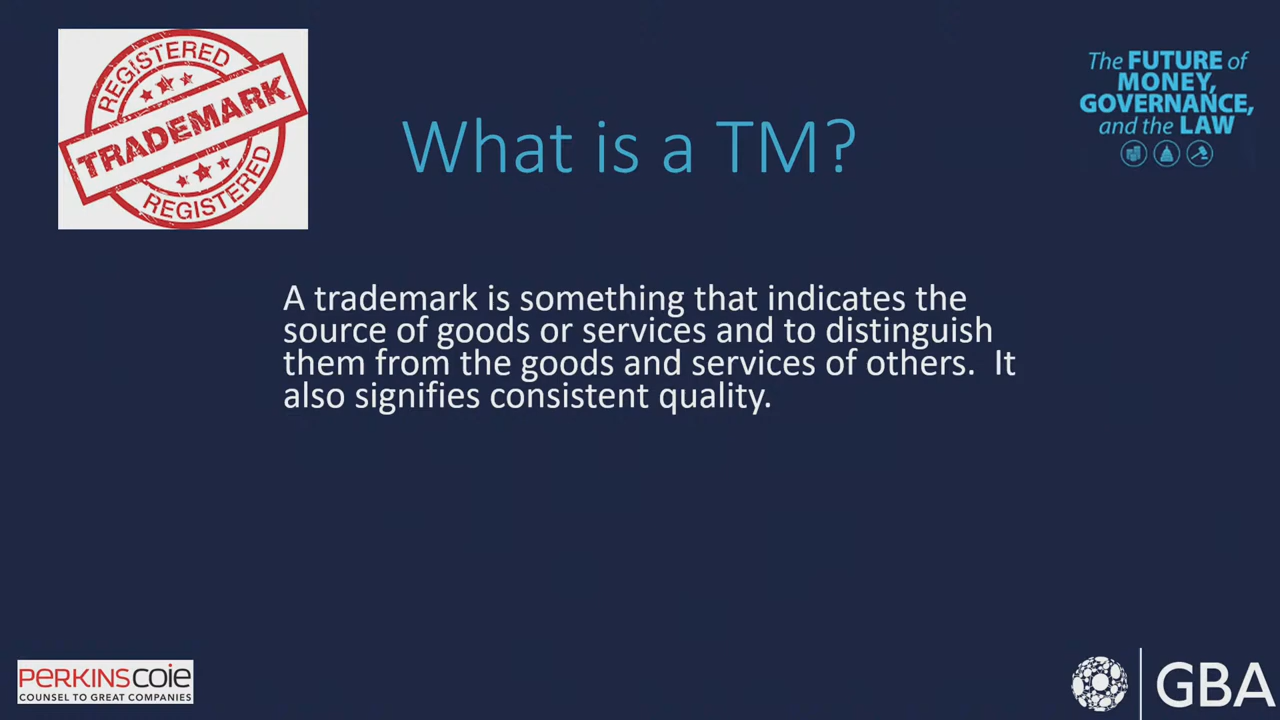 REGISTERED
TRADEMARK
REGISTERED
The FUTURE of
MONEY,
GOVERNANCE,
and the LAW
What is a TM?
A trademark is something that indicates the
source of goods or services and to distinguish
them from the goods and services of others.  It
also signifies consistent quality.
PERKINSCOIE
COUNSEL TO GREAT COMPANIES
GBA